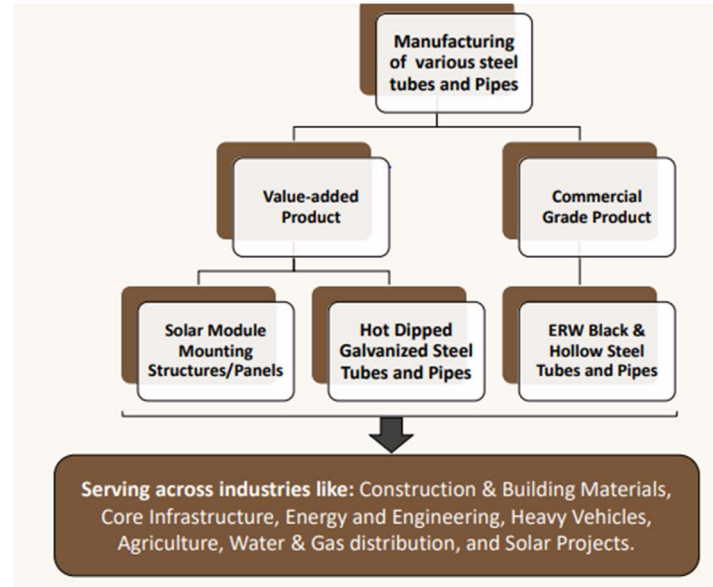 Manufacturing
of various steel
tubes and Pipes
Value-added
Product
Commercial
Grade Product
Solar Module
Mounting
Structures/Panels
Hot Dipped
Galvanized Steel
Tubes and Pipes
ERW Black &
Hollow Steel
Tubes and Pipes
Serving across industries like: Construction & Building Materials,
Core Infrastructure, Energy and Engineering, Heavy Vehicles,
Agriculture, Water & Gas distribution, and Solar Projects.